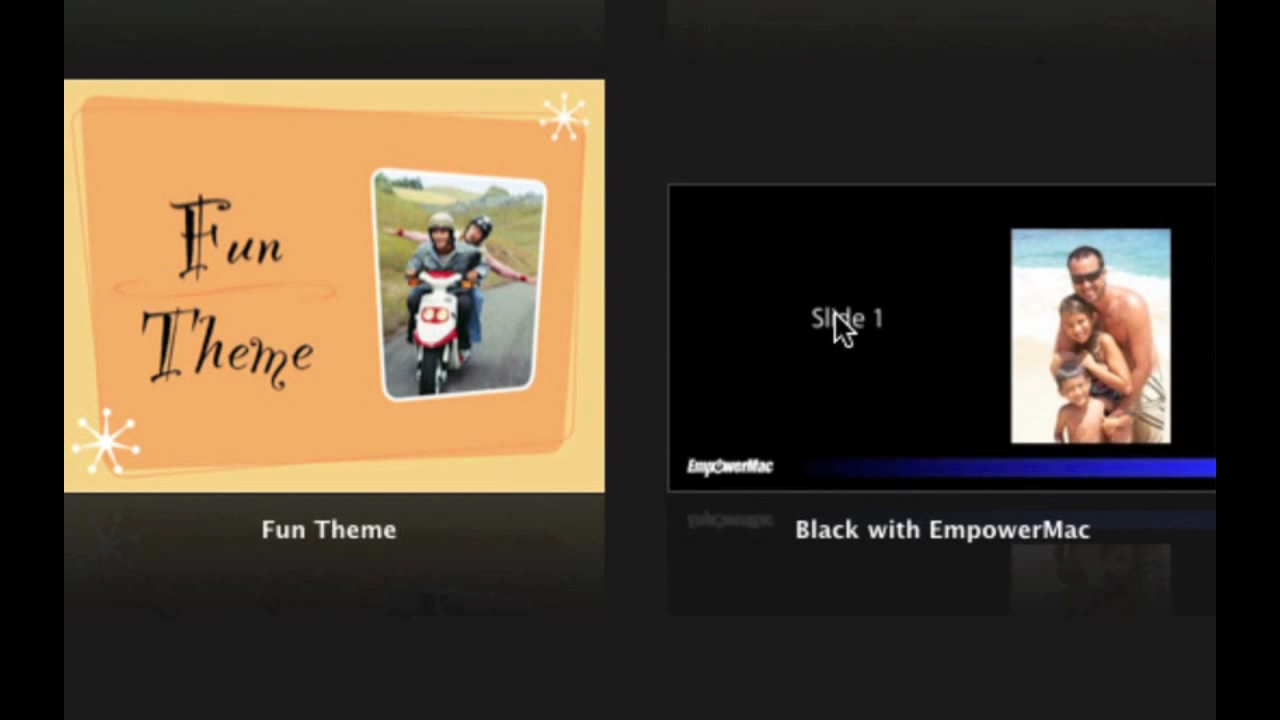 Fun
Theme
Slide 1
EmpowerMac
Fun Theme
Black with EmpowerMac